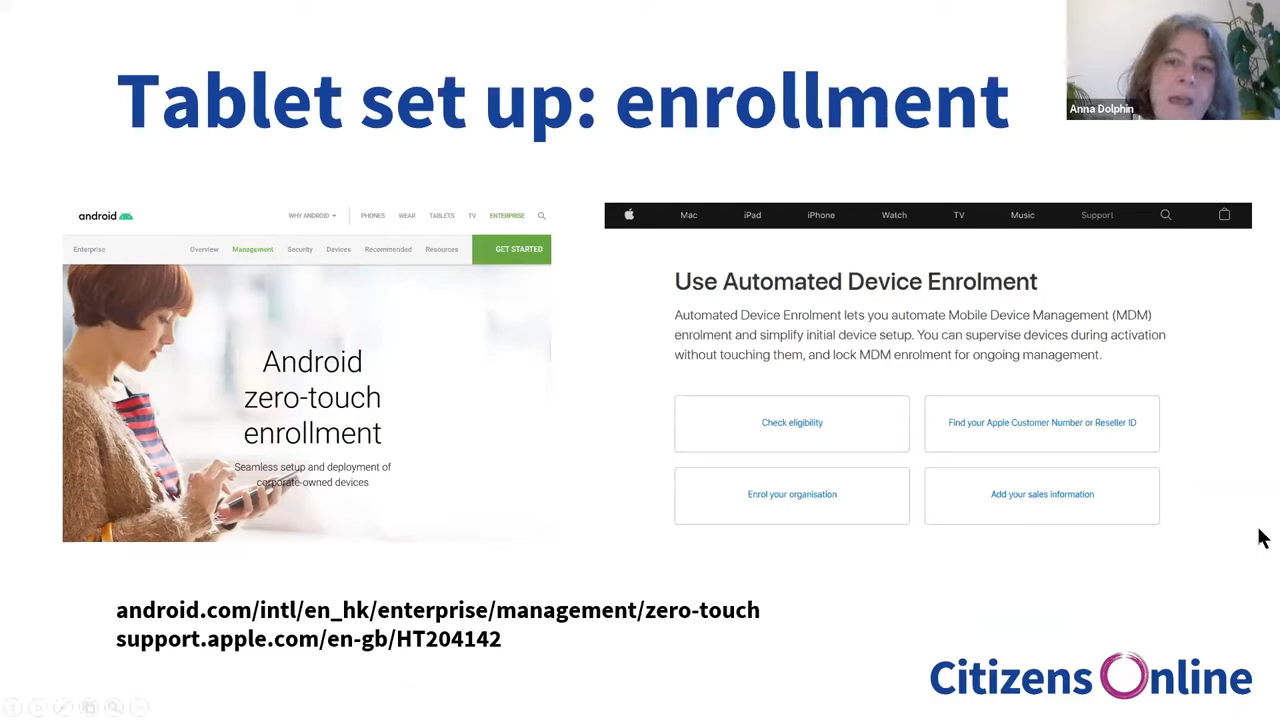 Tablet set up: enrollment
Anna Dolphin
android
WHY ANDROID
PHONES
WEAR
TABLETS
TV
ENTERPRISE
Enterprise
Overview
Management
Security
Devices
Recommended
Resources
GET STARTED
Android
zero-touch
enrollment
Seamless setup and deployment of
corporate-owned devices
Mac
iPad
iPhone
Watch
TV
Music
Support
Use Automated Device Enrolment
Automated Device Enrolment lets you automate Mobile Device Management (MDM)
enrolment and simplify initial device setup. You can supervise devices during activation
without touching them, and lock MDM enrolment for ongoing management.
Check eligibility
Find your Apple Customer Number or Reseller ID
Enrol your organisation
Add your sales information
android.com/intl/en_hk/enterprise/management/zero-touch
support.apple.com/en-gb/HT204142
Citizens Online